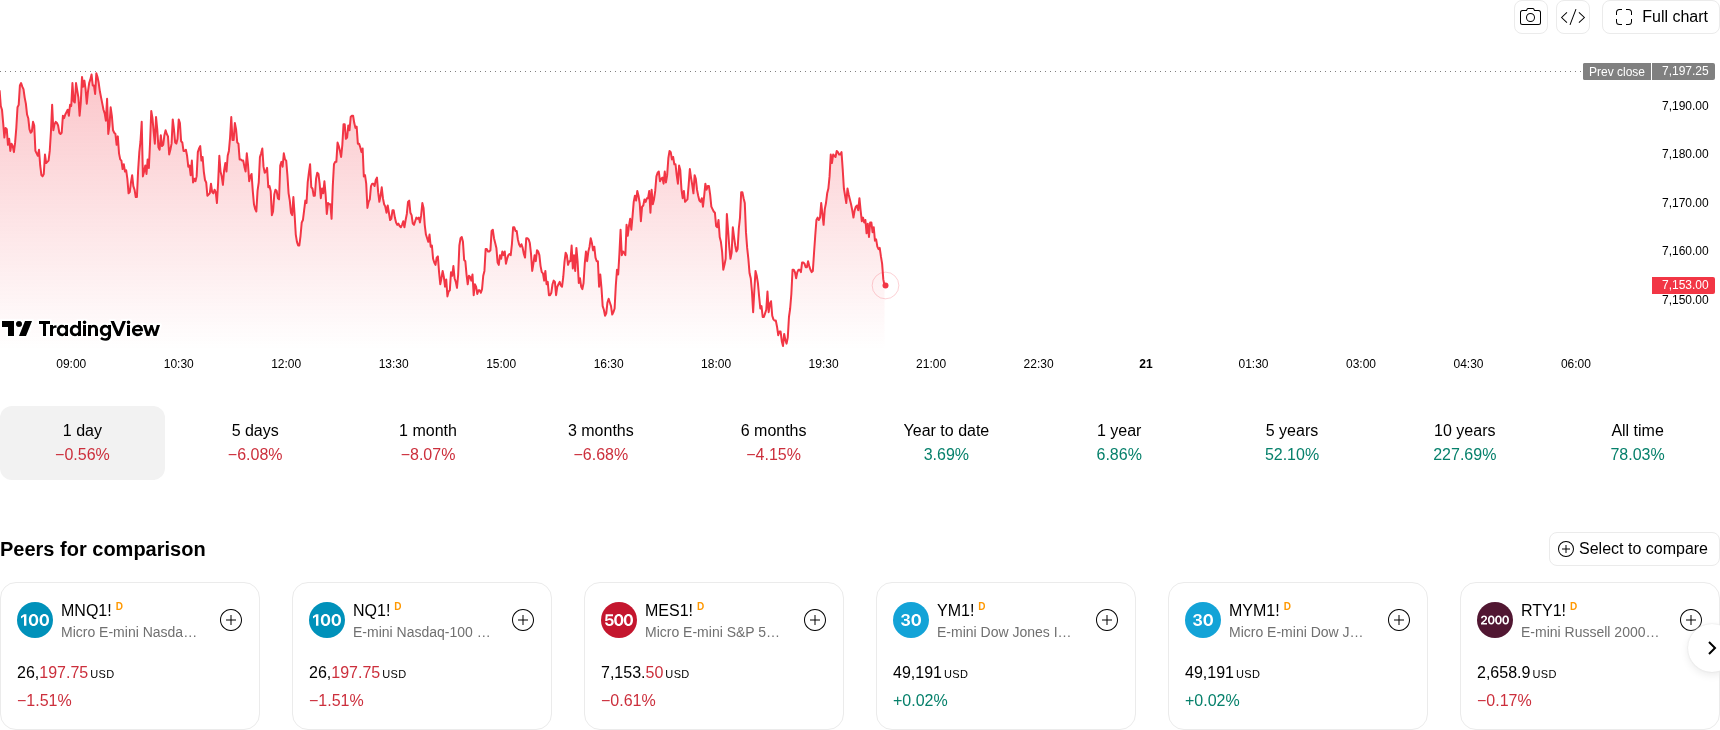 </> Full chart
Prev close 7,197.25
7,190.00
7,180.00
7,170.00
7,160.00
7,153.00
7,150.00
TradingView
09:00 10:30 12:00 13:30 15:00 16:30 18:00 19:30 21:00 22:30 21 01:30 03:00 04:30 06:00
1 day 5 days 1 month 3 months 6 months Year to date 1 year 5 years 10 years All time
−0.56% −6.08% −8.07% −6.68% −4.15% 3.69% 6.86% 52.10% 227.69% 78.03%
Peers for comparison
Select to compare
100 MNQ1! D
Micro E-mini Nasda…
26,197.75 USD
−1.51%
100 NQ1! D
E-mini Nasdaq-100 …
26,197.75 USD
−1.51%
500 MES1! D
Micro E-mini S&P 5…
7,153.50 USD
−0.61%
30 YM1! D
E-mini Dow Jones I…
49,191 USD
+0.02%
30 MYM1! D
Micro E-mini Dow J…
49,191 USD
+0.02%
2000 RTY1! D
E-mini Russell 2000…
2,658.9 USD
−0.17%